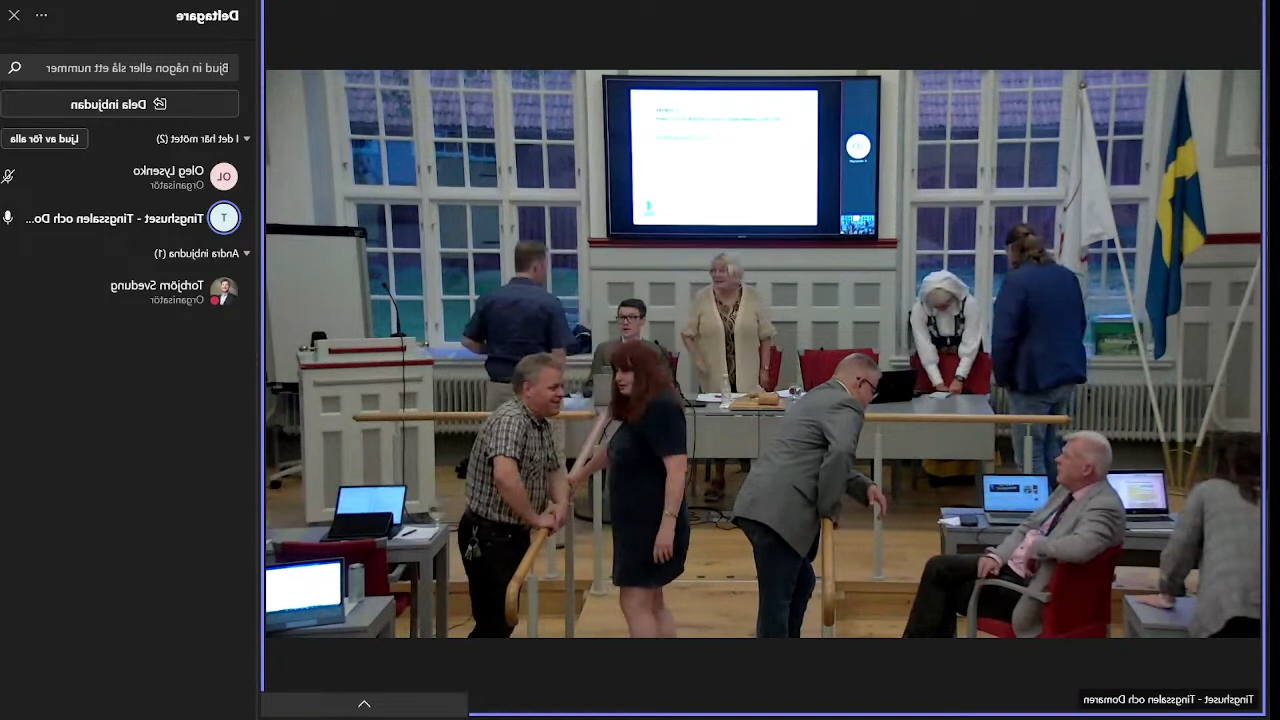 Deltagare
Bjud in någon eller slå ett nummer
Dela inbjudan
I det här mötet (2)
Ljud av för alla
OL
Oleg Lysenko
Organisatör
T
Tingshuset - Tingssalen och Do...
Andra inbjudna (1)
Torbjörn Svedung
Organisatör
Tingshuset - Tingssalen och Domaren